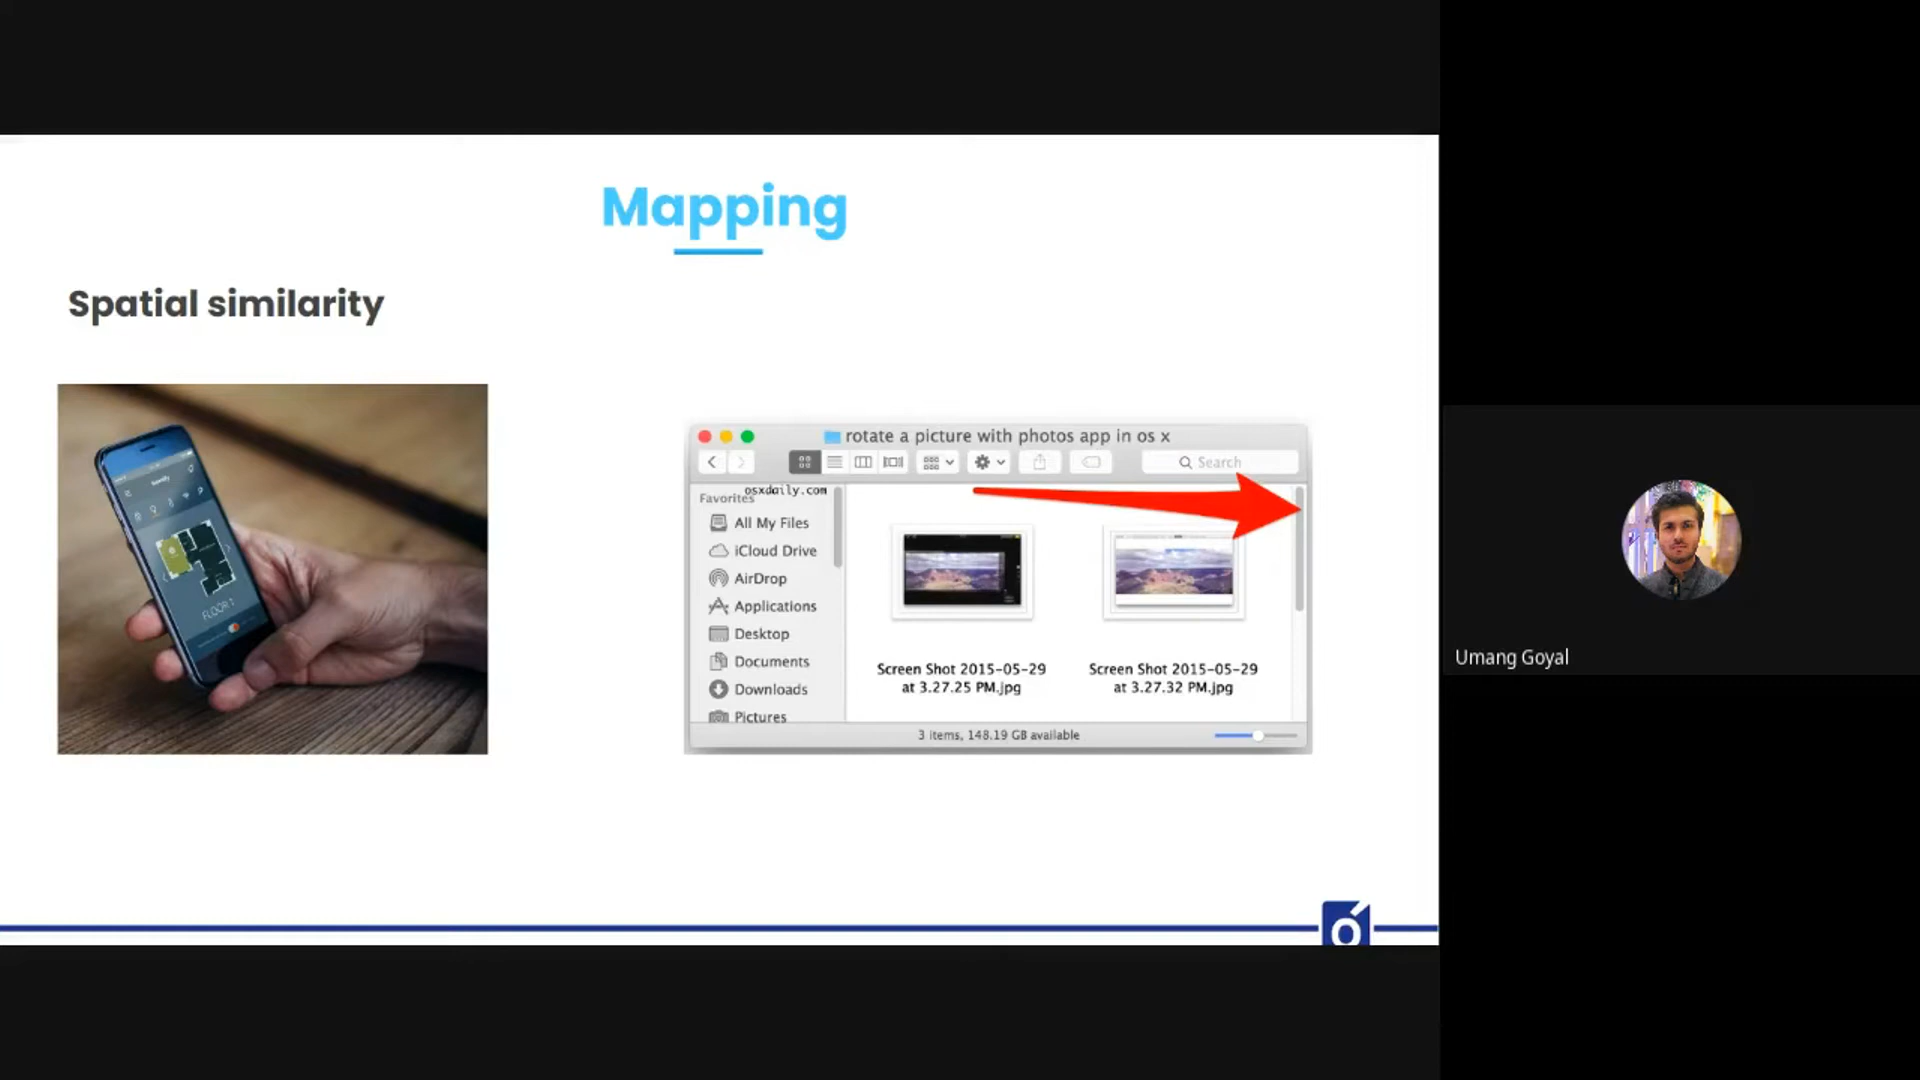 Mapping
Spatial similarity
FLOOR 1
rotate a picture with photos app in os x
Search
osxdaily.com
Favorites
All My Files
iCloud Drive
AirDrop
Applications
Desktop
Documents
Downloads
Pictures
Screen Shot 2015-05-29
at 3.27.25 PM.jpg
Screen Shot 2015-05-29
at 3.27.32 PM.jpg
3 items, 148.19 GB available
Umang Goyal